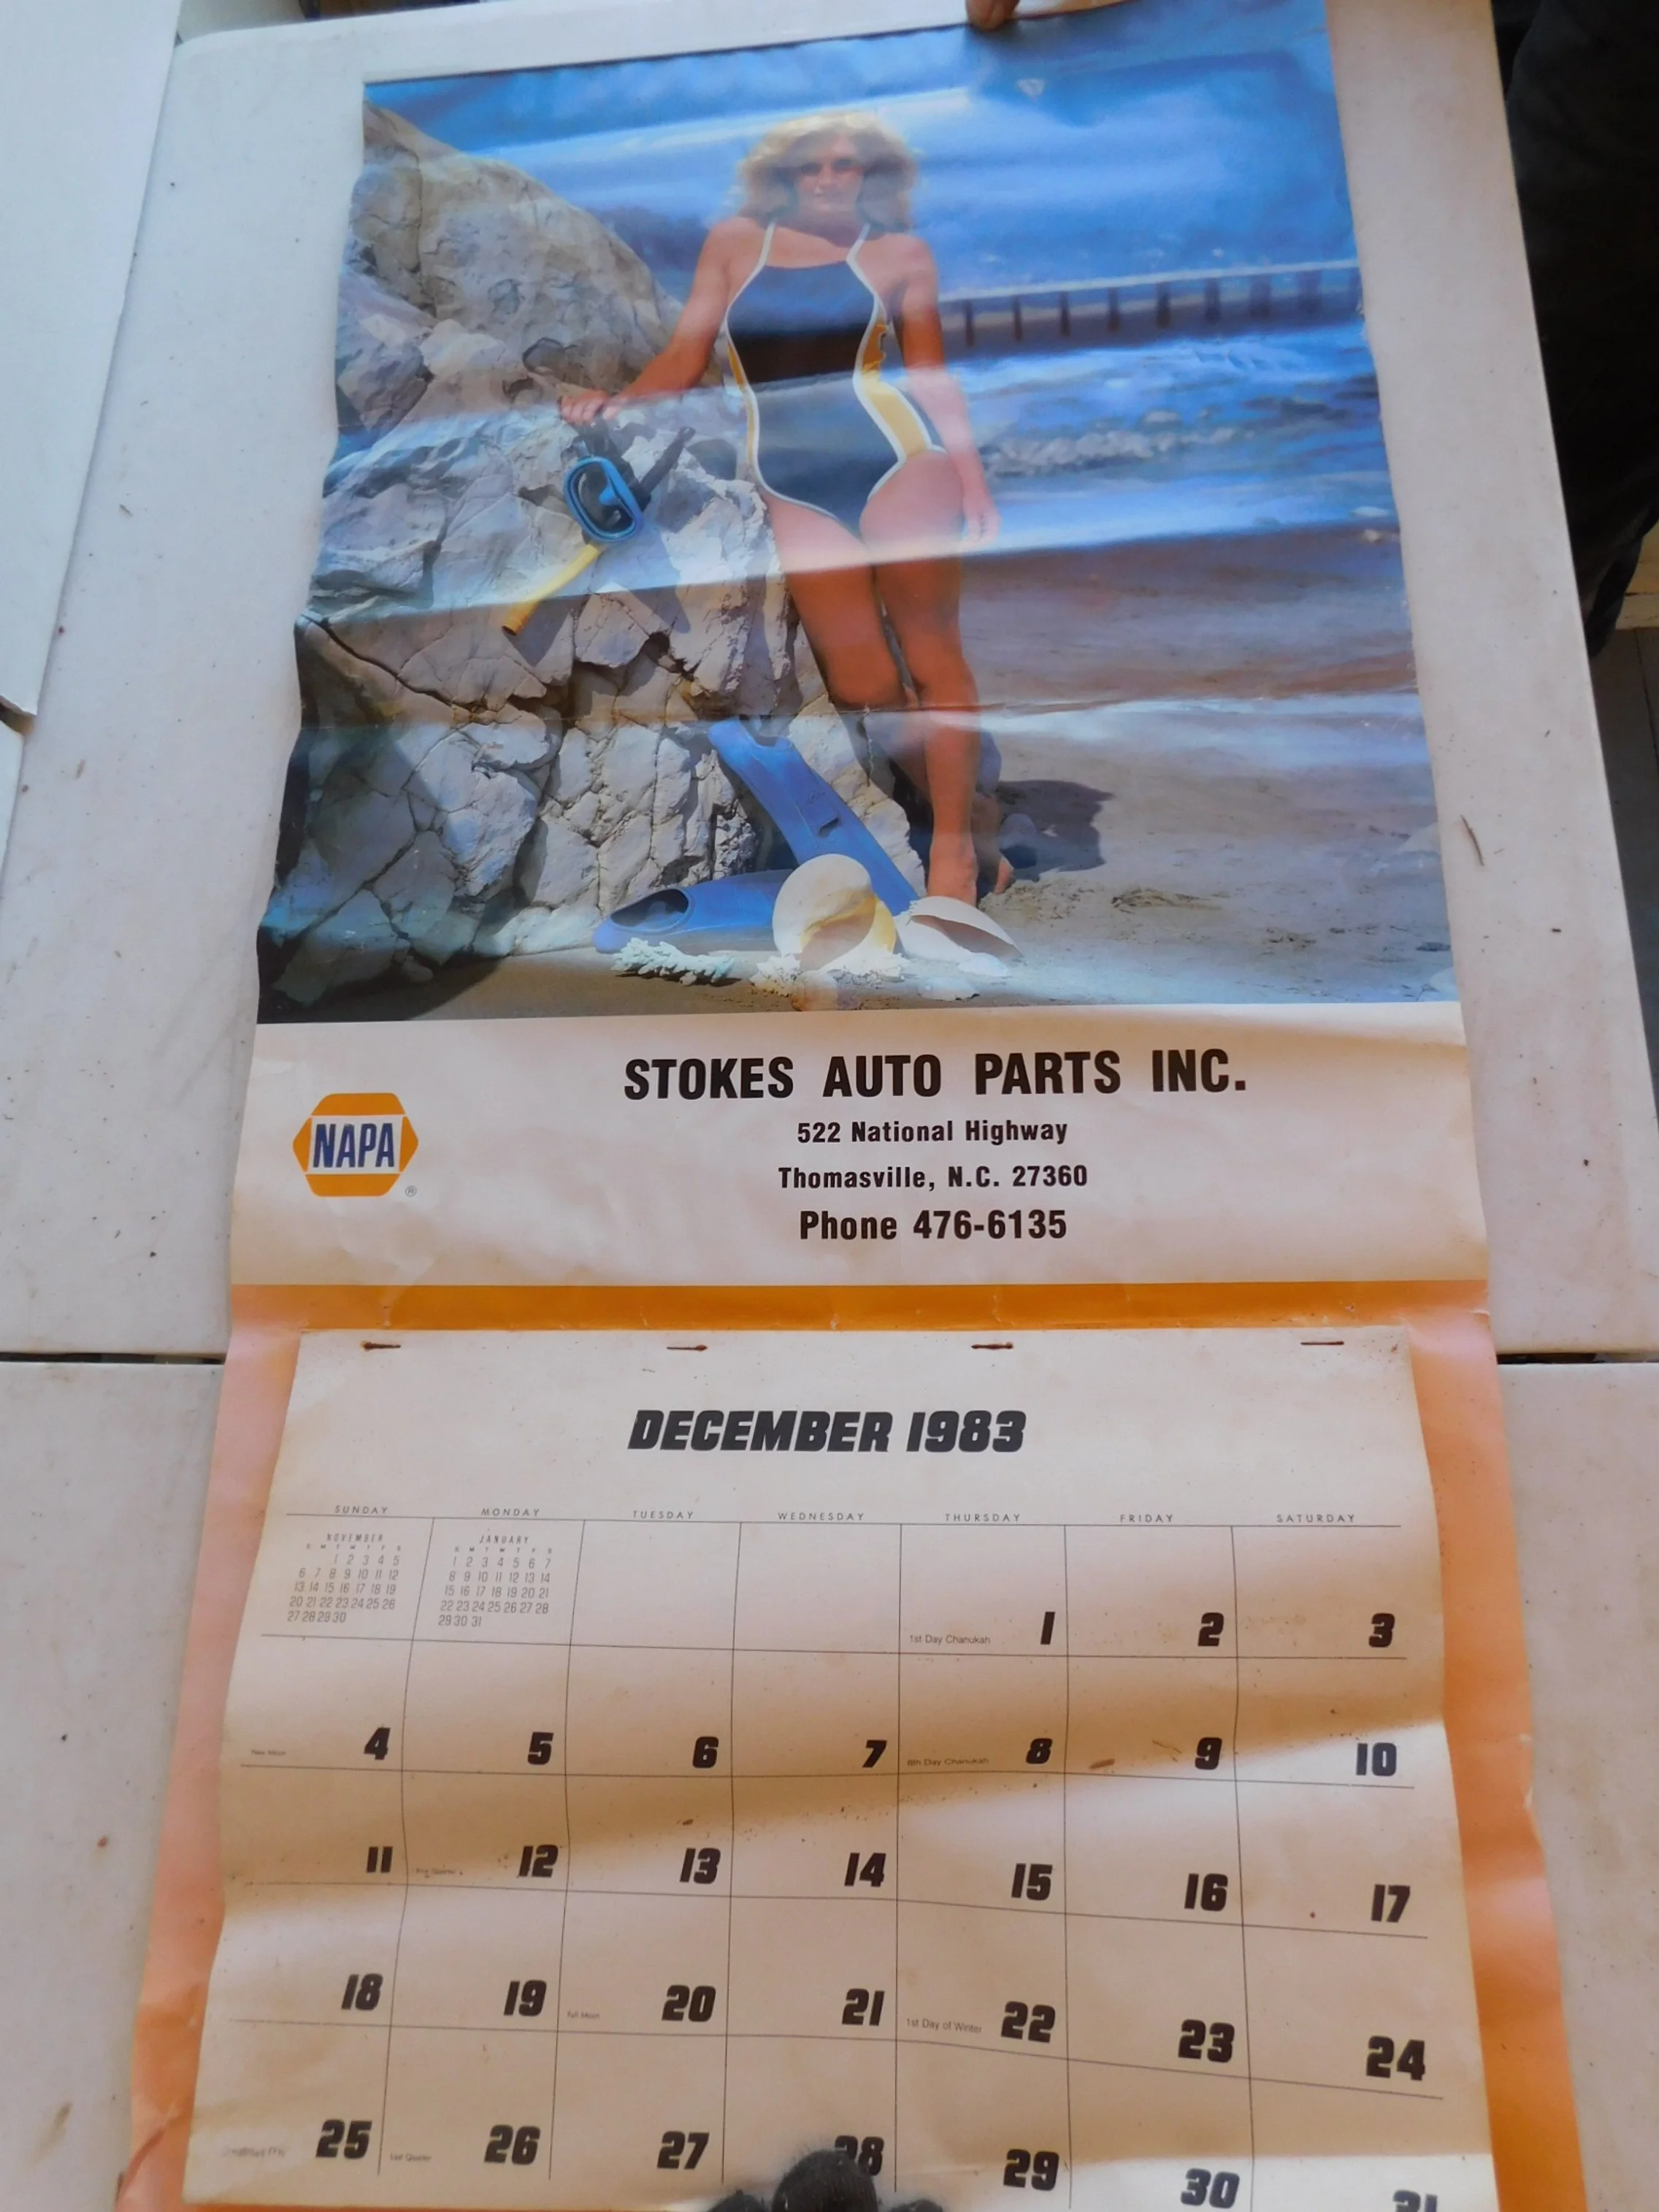 STOKES AUTO PARTS INC.
522 National Highway
Thomasville, N.C. 27360
Phone 476-6135
NAPA
®
DECEMBER 1983
SUNDAY MONDAY TUESDAY WEDNESDAY THURSDAY FRIDAY SATURDAY
NOVEMBER
S M T W T F S
1 2 3 4 5
6 7 8 9 10 11 12
13 14 15 16 17 18 19
20 21 22 23 24 25 26
27 28 29 30
JANUARY
S M T W T F S
1 2 3 4 5 6 7
8 9 10 11 12 13 14
15 16 17 18 19 20 21
22 23 24 25 26 27 28
29 30 31
1st Day Chanukah 1 2 3
New Moon 4 5 6 7 8th Day Chanukah 8 9 10
11 12 13 14 15 16 17
18 19 Full Moon 20 21 1st Day of Winter 22 23 24
25 Last Quarter 26 27 28 29 30 31